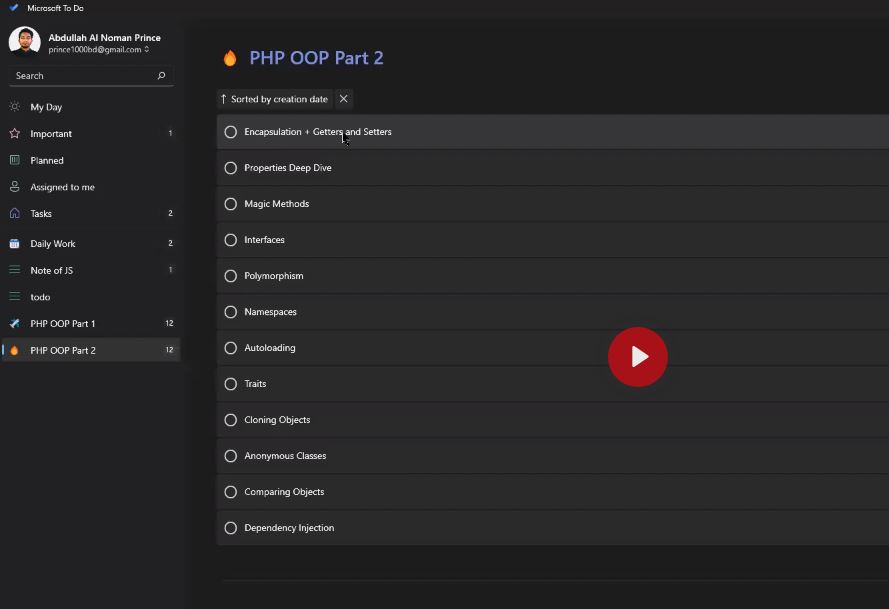 Microsoft To Do
Abdullah Al Noman Prince
prince1000bd@gmail.com
Search
My Day
Important 1
Planned
Assigned to me
Tasks 2
Daily Work 2
Note of JS 1
todo
PHP OOP Part 1 12
PHP OOP Part 2 12
PHP OOP Part 2
Sorted by creation date
Encapsulation + Getters and Setters
Properties Deep Dive
Magic Methods
Interfaces
Polymorphism
Namespaces
Autoloading
Traits
Cloning Objects
Anonymous Classes
Comparing Objects
Dependency Injection